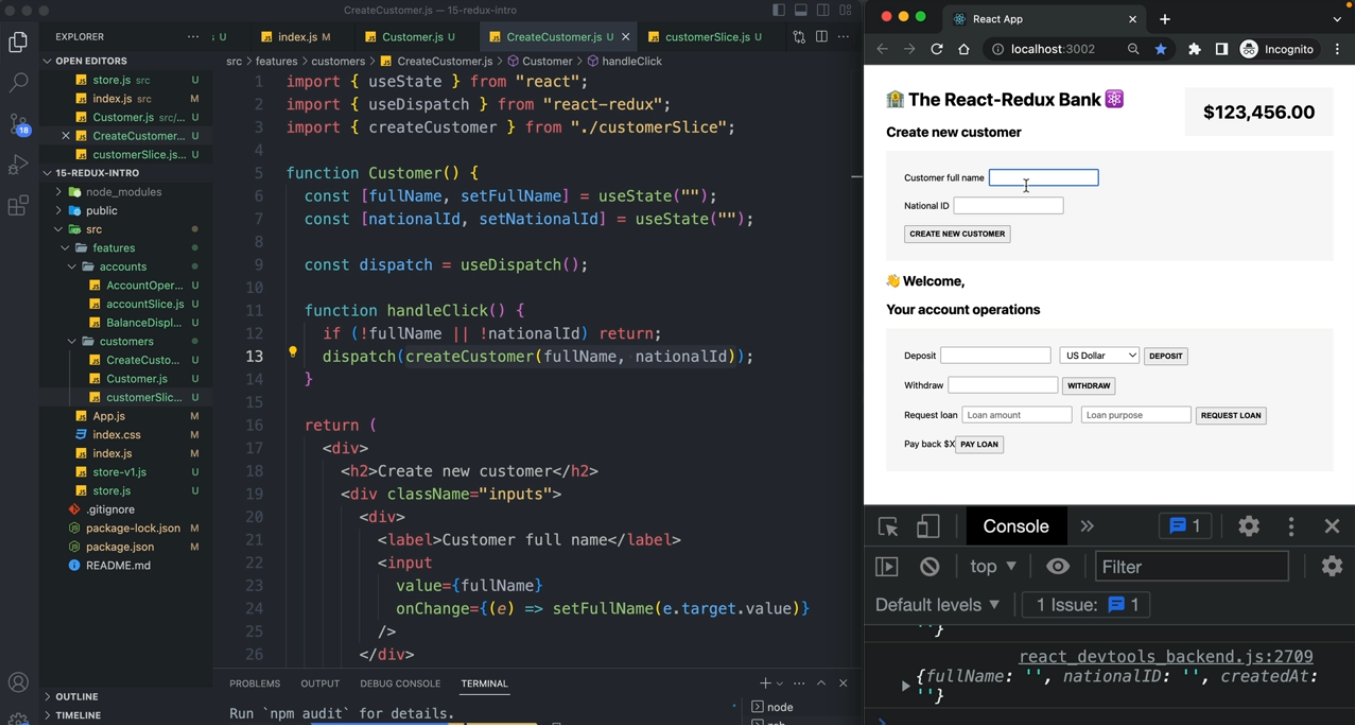 CreateCustomer.js — 15-redux-intro
EXPLORER
OPEN EDITORS
store.js src U
index.js src M
Customer.js src/... U
CreateCustomer... U
customerSlice.js... U
15-REDUX-INTRO
node_modules
public
src
features
accounts
AccountOper... U
accountSlice.js U
BalanceDispl... U
customers
CreateCusto... U
Customer.js U
customerSlic... U
App.js M
index.css M
index.js M
store-v1.js U
store.js U
.gitignore
package-lock.json M
package.json M
README.md
OUTLINE
TIMELINE
18
: U index.js M Customer.js U CreateCustomer.js U customerSlice.js U
src > features > customers > CreateCustomer.js > Customer > handleClick
1 import { useState } from "react";
2 import { useDispatch } from "react-redux";
3 import { createCustomer } from "./customerSlice";
4
5 function Customer() {
6 const [fullName, setFullName] = useState("");
7 const [nationalId, setNationalId] = useState("");
8
9 const dispatch = useDispatch();
10
11 function handleClick() {
12 if (!fullName || !nationalId) return;
13 dispatch(createCustomer(fullName, nationalId));
14 }
15
16 return (
17 <div>
18 <h2>Create new customer</h2>
19 <div className="inputs">
20 <div>
21 <label>Customer full name</label>
22 <input
23 value={fullName}
24 onChange={(e) => setFullName(e.target.value)}
25 />
26 </div>
PROBLEMS OUTPUT DEBUG CONSOLE TERMINAL
Run `npm audit` for details.
node
React App
localhost:3002
Incognito
🏦 The React-Redux Bank ⚛️
$123,456.00
Create new customer
Customer full name
National ID
CREATE NEW CUSTOMER
👋 Welcome,
Your account operations
Deposit US Dollar DEPOSIT
Withdraw WITHDRAW
Request loan Loan amount Loan purpose REQUEST LOAN
Pay back $X PAY LOAN
Console » 1
top Filter
Default levels 1 Issue: 1
''}
react_devtools_backend.js:2709
{fullName: '', nationalID: '', createdAt:
''}